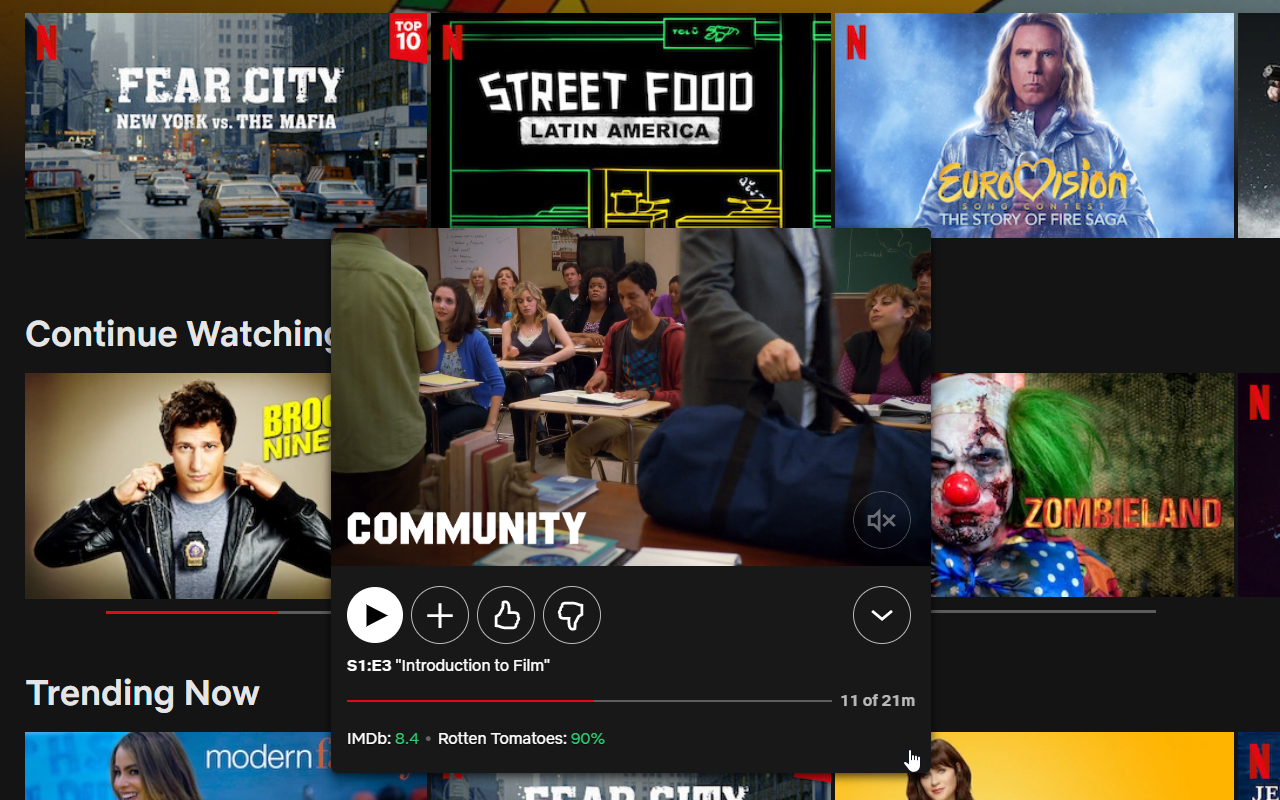 N
TOP
10
FEAR CITY
NEW YORK vs. THE MAFIA
N
STREET FOOD
LATIN AMERICA
N
EUROVISION
SONG CONTEST
THE STORY OF FIRE SAGA
Continue Watching
BROO
NINE
COMMUNITY
ZOMBIELAND
N
S1:E3 "Introduction to Film"
11 of 21m
IMDb: 8.4 • Rotten Tomatoes: 90%
Trending Now
modern f
FEAR CITY
N
JE